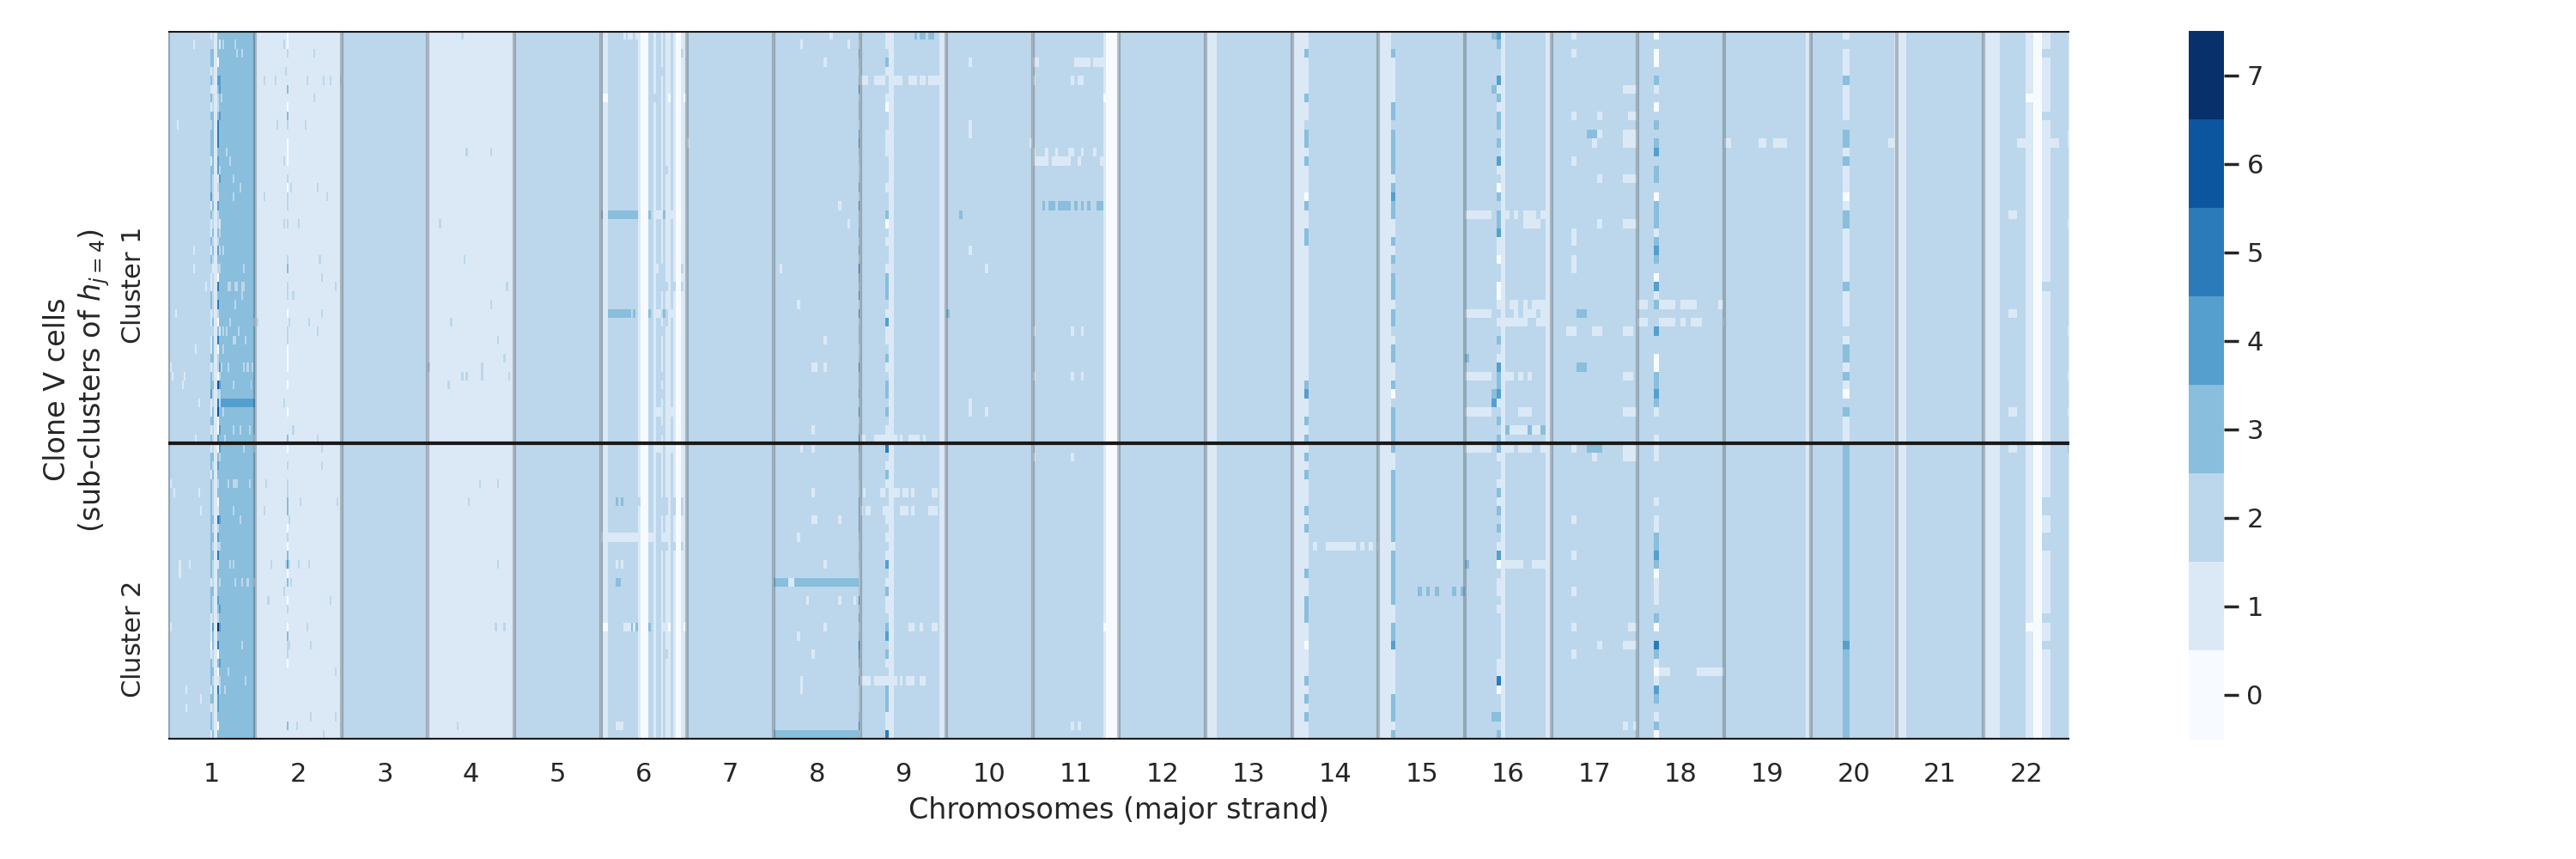 Clone V cells
(sub-clusters of h_{j=4})
Cluster 1
Cluster 2
7
6
5
4
3
2
1
0
1 2 3 4 5 6 7 8 9 10 11 12 13 14 15 16 17 18 19 20 21 22
Chromosomes (major strand)